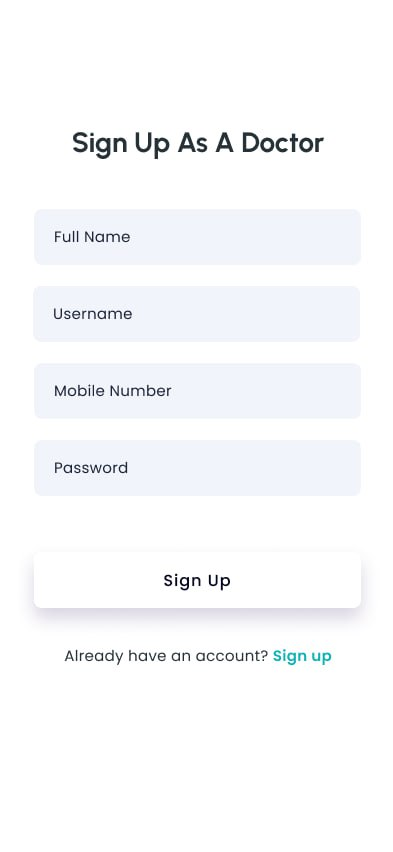 Sign Up As A Doctor
Full Name
Username
Mobile Number
Password
Sign Up
Already have an account? Sign up